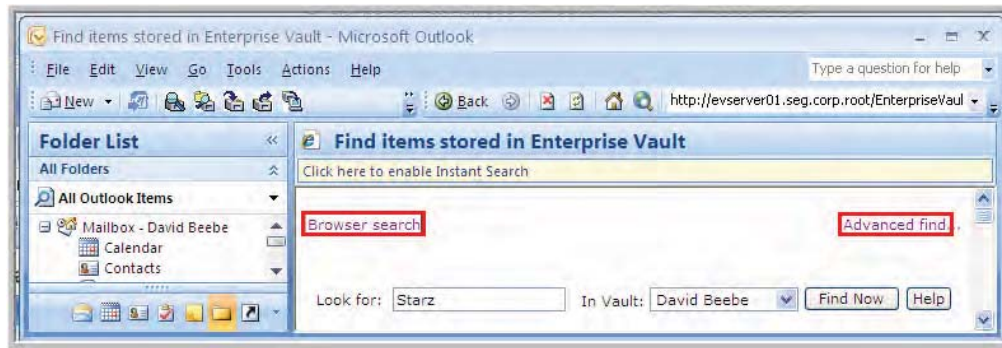 Find items stored in Enterprise Vault - Microsoft Outlook
File Edit View Go Tools Actions Help
Type a question for help
New
Back
http://evserver01.seg.corp.root/EnterpriseVaul
Folder List
Find items stored in Enterprise Vault
All Folders
Click here to enable Instant Search
All Outlook Items
Mailbox - David Beebe
Calendar
Contacts
Browser search
Advanced find...
Look for: Starz
In Vault: David Beebe
Find Now
Help